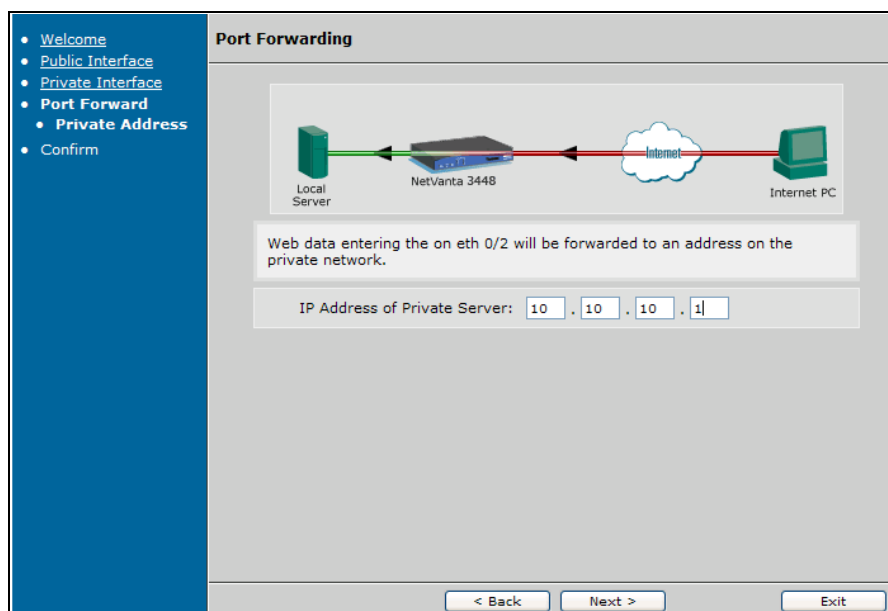 Welcome
Public Interface
Private Interface
Port Forward
Private Address
Confirm
Port Forwarding
Local
Server
NetVanta 3448
Internet
Internet PC
Web data entering the on eth 0/2 will be forwarded to an address on the
private network.
IP Address of Private Server: 10 . 10 . 10 . 1
< Back Next > Exit